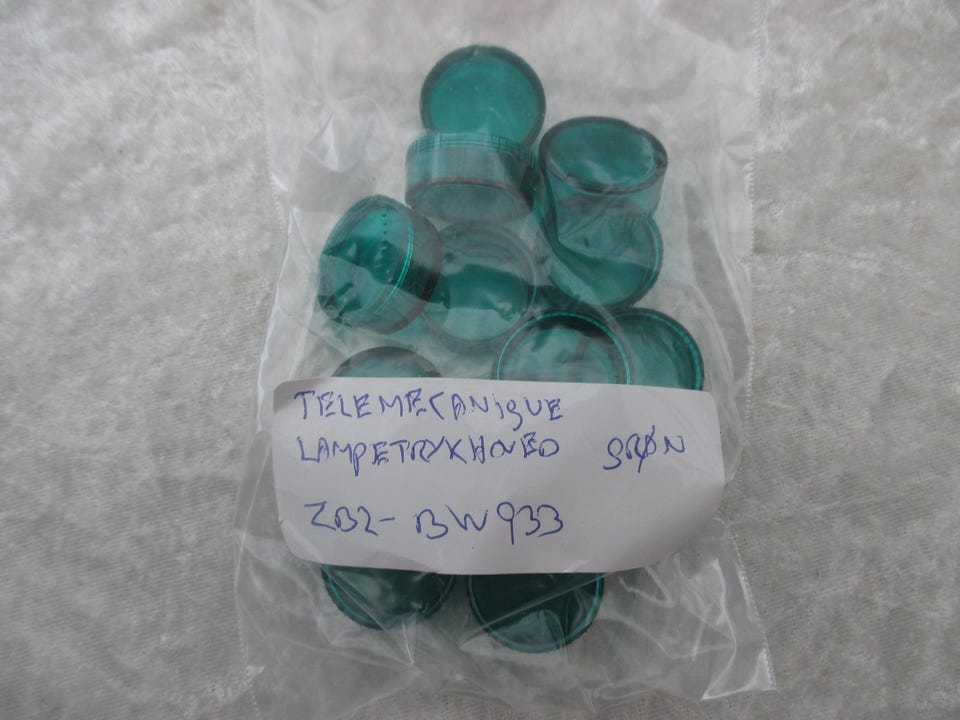 TELEMECANIQUE
LAMPETRYKHOVED GRØN
ZB2-BW933